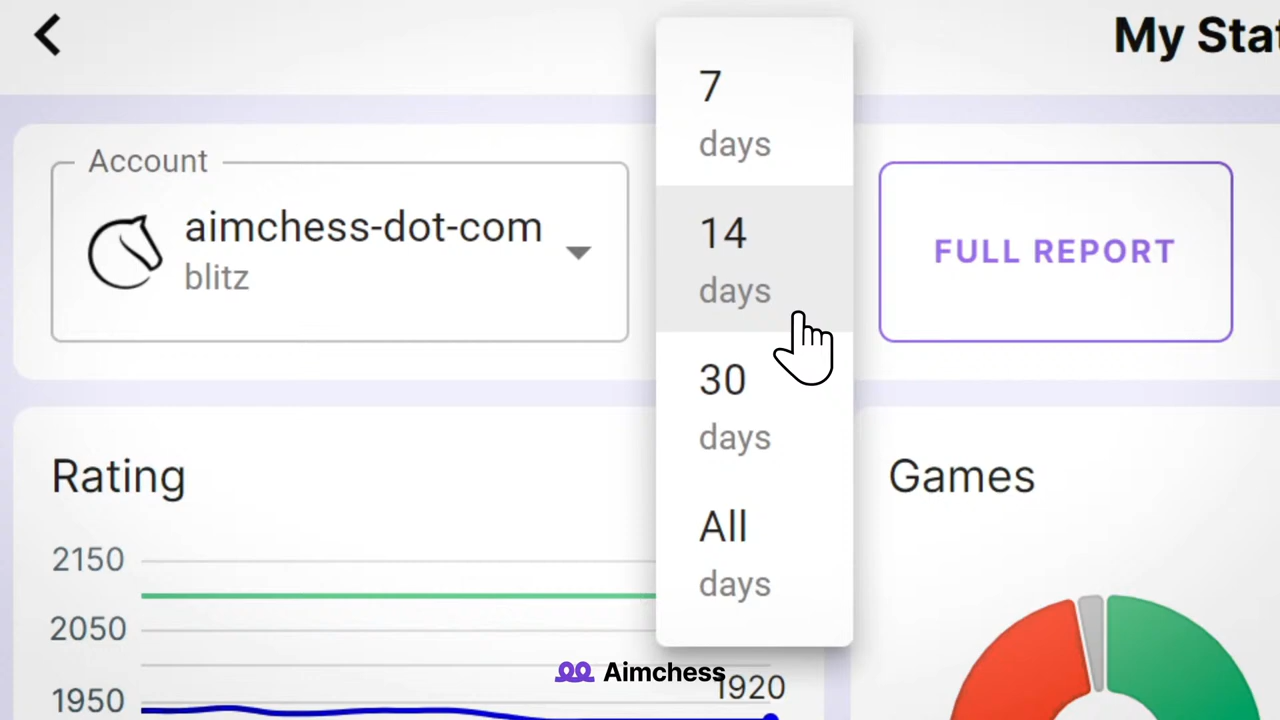 My Stat
Account
aimchess-dot-com
blitz
7
days
14
days
30
days
All
days
FULL REPORT
Rating
2150
2050
1950
1920
Games
Aimchess